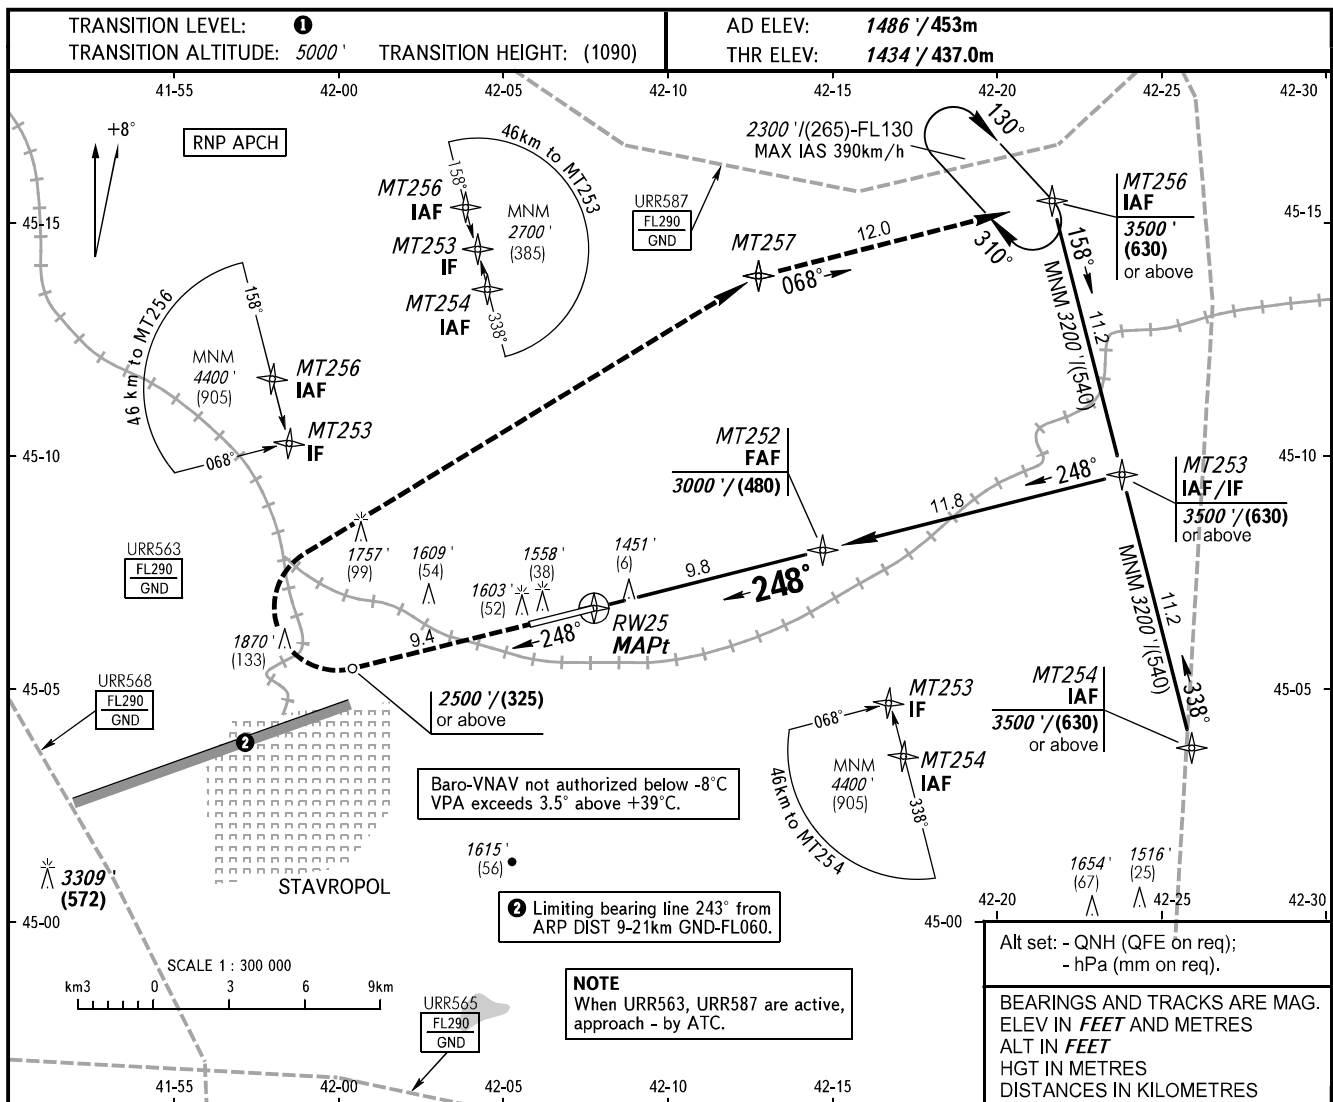 TRANSITION LEVEL: ❶
TRANSITION ALTITUDE: 5000' TRANSITION HEIGHT: (1090)
AD ELEV: 1486'/453m
THR ELEV: 1434'/437.0m
41-55 42-00 42-05 42-10 42-15 42-20 42-25 42-30
+8°
RNP APCH
46km to MT253
158°
MT256
IAF
MNM
2700'
(385)
MT253
IF
MT254
IAF
338°
URR587
FL290
GND
2300'/(265)-FL130
MAX IAS 390km/h
130°
310°
MT256
IAF
3500'
(630)
or above
45-15
45-15
MT257
12.0
068°
158°
MNM 3200'/(540)
11.2
46 km to MT256
158°
MNM
4400'
(905)
MT256
IAF
MT253
IF
068°
45-10
45-10
MT252
FAF
3000'/(480)
248°
11.8
MT253
IAF/IF
3500'/(630)
or above
URR563
FL290
GND
1757'
(99)
1609'
(54)
1603'
(52)
1558'
(38)
1451'
(6)
9.8
248°
RW25
MAPt
248°
9.4
1870'
(133)
MNM 3200'/(540)
11.2
338°
URR568
FL290
GND
2500'/(325)
or above
MT253
IF
068°
MT254
IAF
MNM
4400'
(905)
338°
46km to MT254
MT254
IAF
3500'/(630)
or above
45-05
45-05
❷
Baro-VNAV not authorized below -8°C
VPA exceeds 3.5° above +39°C.
1615'
(56)
3309'
(572)
STAVROPOL
1654'
(67)
1516'
(25)
42-20 42-25 42-30
45-00
45-00
❷ Limiting bearing line 243° from
ARP DIST 9-21km GND-FL060.
SCALE 1 : 300 000
km3 0 3 6 9km
URR565
FL290
GND
NOTE
When URR563, URR587 are active,
approach - by ATC.
Alt set: - QNH (QFE on req);
- hPa (mm on req).
BEARINGS AND TRACKS ARE MAG.
ELEV IN FEET AND METRES
ALT IN FEET
HGT IN METRES
DISTANCES IN KILOMETRES
41-55 42-00 42-05 42-10 42-15